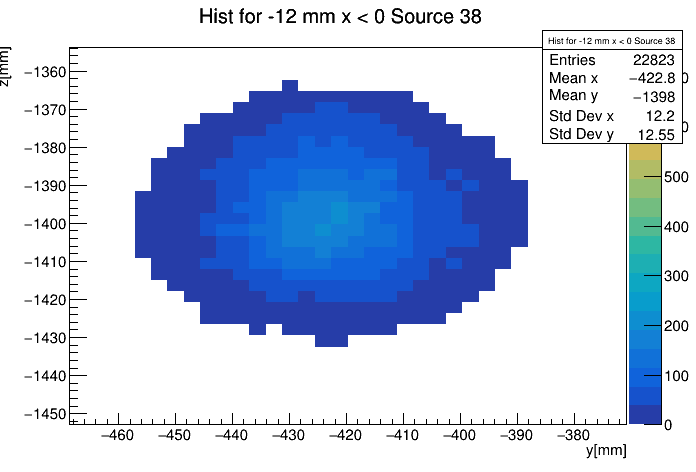 Hist for -12 mm x < 0 Source 38
z[mm]
Hist for -12 mm x < 0 Source 38
Entries 22823
Mean x −422.8
Mean y −1398
Std Dev x 12.2
Std Dev y 12.55
−1360
−1370
−1380
−1390
−1400
−1410
−1420
−1430
−1440
−1450
−460
−450
−440
−430
−420
−410
−400
−390
−380
y[mm]
500
400
300
200
100
0